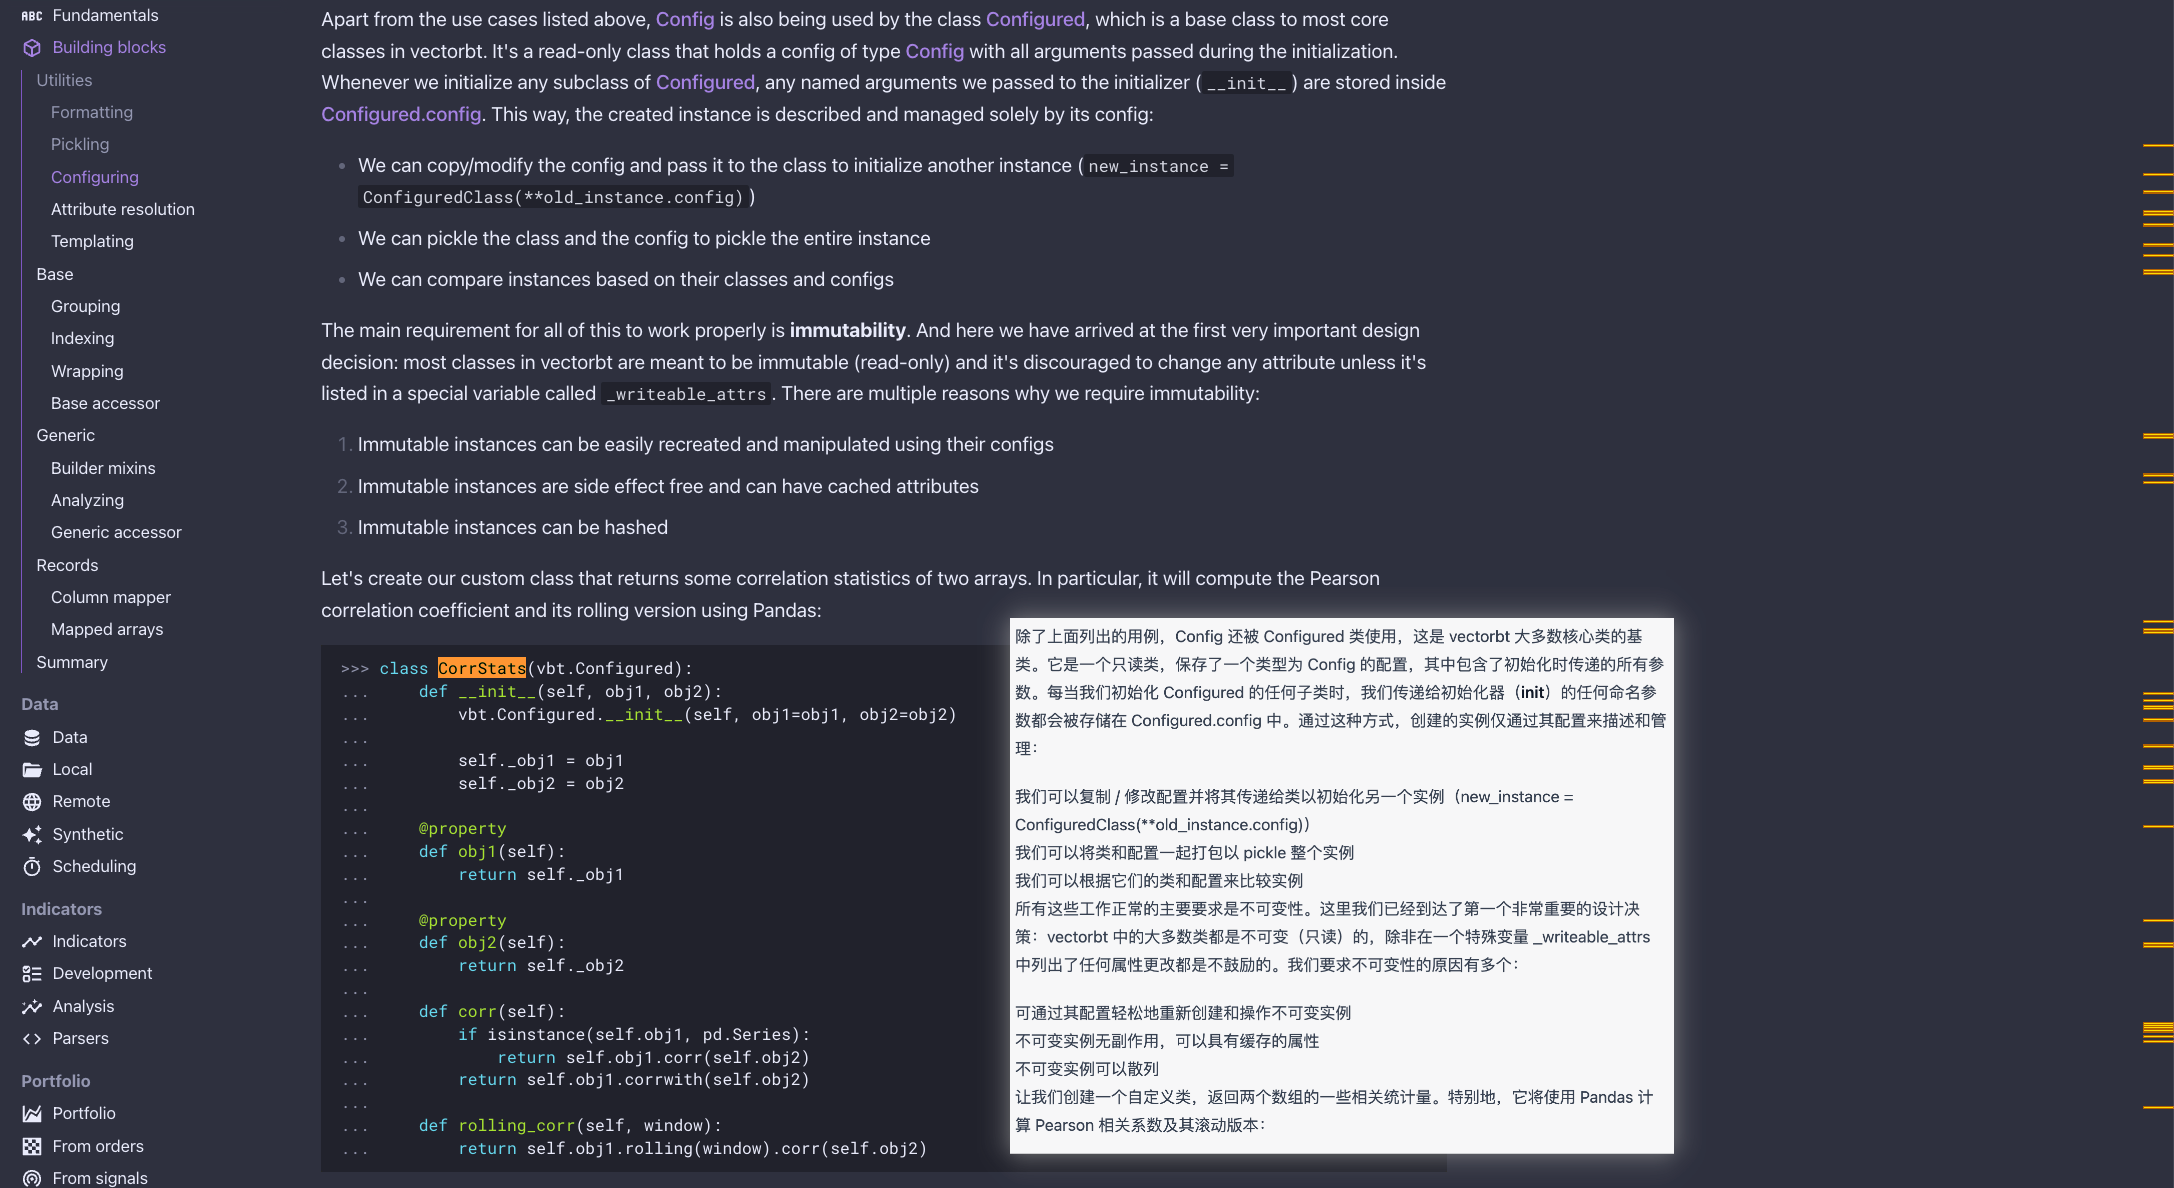 ABC Fundamentals
Building blocks
Utilities
Formatting
Pickling
Configuring
Attribute resolution
Templating
Base
Grouping
Indexing
Wrapping
Base accessor
Generic
Builder mixins
Analyzing
Generic accessor
Records
Column mapper
Mapped arrays
Summary
Data
Data
Local
Remote
Synthetic
Scheduling
Indicators
Indicators
Development
Analysis
Parsers
Portfolio
Portfolio
From orders
From signals
Apart from the use cases listed above, Config is also being used by the class Configured, which is a base class to most core
classes in vectorbt. It's a read-only class that holds a config of type Config with all arguments passed during the initialization.
Whenever we initialize any subclass of Configured, any named arguments we passed to the initializer ( __init__ ) are stored inside
Configured.config. This way, the created instance is described and managed solely by its config:
• We can copy/modify the config and pass it to the class to initialize another instance ( new_instance =
ConfiguredClass(**old_instance.config) )
• We can pickle the class and the config to pickle the entire instance
• We can compare instances based on their classes and configs
The main requirement for all of this to work properly is immutability. And here we have arrived at the first very important design
decision: most classes in vectorbt are meant to be immutable (read-only) and it's discouraged to change any attribute unless it's
listed in a special variable called _writeable_attrs . There are multiple reasons why we require immutability:
1. Immutable instances can be easily recreated and manipulated using their configs
2. Immutable instances are side effect free and can have cached attributes
3. Immutable instances can be hashed
Let's create our custom class that returns some correlation statistics of two arrays. In particular, it will compute the Pearson
correlation coefficient and its rolling version using Pandas:
>>> class CorrStats(vbt.Configured):
...     def __init__(self, obj1, obj2):
...         vbt.Configured.__init__(self, obj1=obj1, obj2=obj2)
...
...         self._obj1 = obj1
...         self._obj2 = obj2
...
...     @property
...     def obj1(self):
...         return self._obj1
...
...     @property
...     def obj2(self):
...         return self._obj2
...
...     def corr(self):
...         if isinstance(self.obj1, pd.Series):
...             return self.obj1.corr(self.obj2)
...         return self.obj1.corrwith(self.obj2)
...
...     def rolling_corr(self, window):
...         return self.obj1.rolling(window).corr(self.obj2)
除了上面列出的用例，Config 还被 Configured 类使用，这是 vectorbt 大多数核心类的基
类。它是一个只读类，保存了一个类型为 Config 的配置，其中包含了初始化时传递的所有参
数。每当我们初始化 Configured 的任何子类时，我们传递给初始化器（init）的任何命名参
数都会被存储在 Configured.config 中。通过这种方式，创建的实例仅通过其配置来描述和管
理：
我们可以复制 / 修改配置并将其传递给类以初始化另一个实例（new_instance =
ConfiguredClass(**old_instance.config)）
我们可以将类和配置一起打包以 pickle 整个实例
我们可以根据它们的类和配置来比较实例
所有这些工作正常的主要要求是不可变性。这里我们已经到达了第一个非常重要的设计决
策：vectorbt 中的大多数类都是不可变（只读）的，除非在一个特殊变量 _writeable_attrs
中列出了任何属性更改都是不鼓励的。我们要求不可变性的原因有多个：
可通过其配置轻松地重新创建和操作不可变实例
不可变实例无副作用，可以具有缓存的属性
不可变实例可以散列
让我们创建一个自定义类，返回两个数组的一些相关统计量。特别地，它将使用 Pandas 计
算 Pearson 相关系数及其滚动版本：